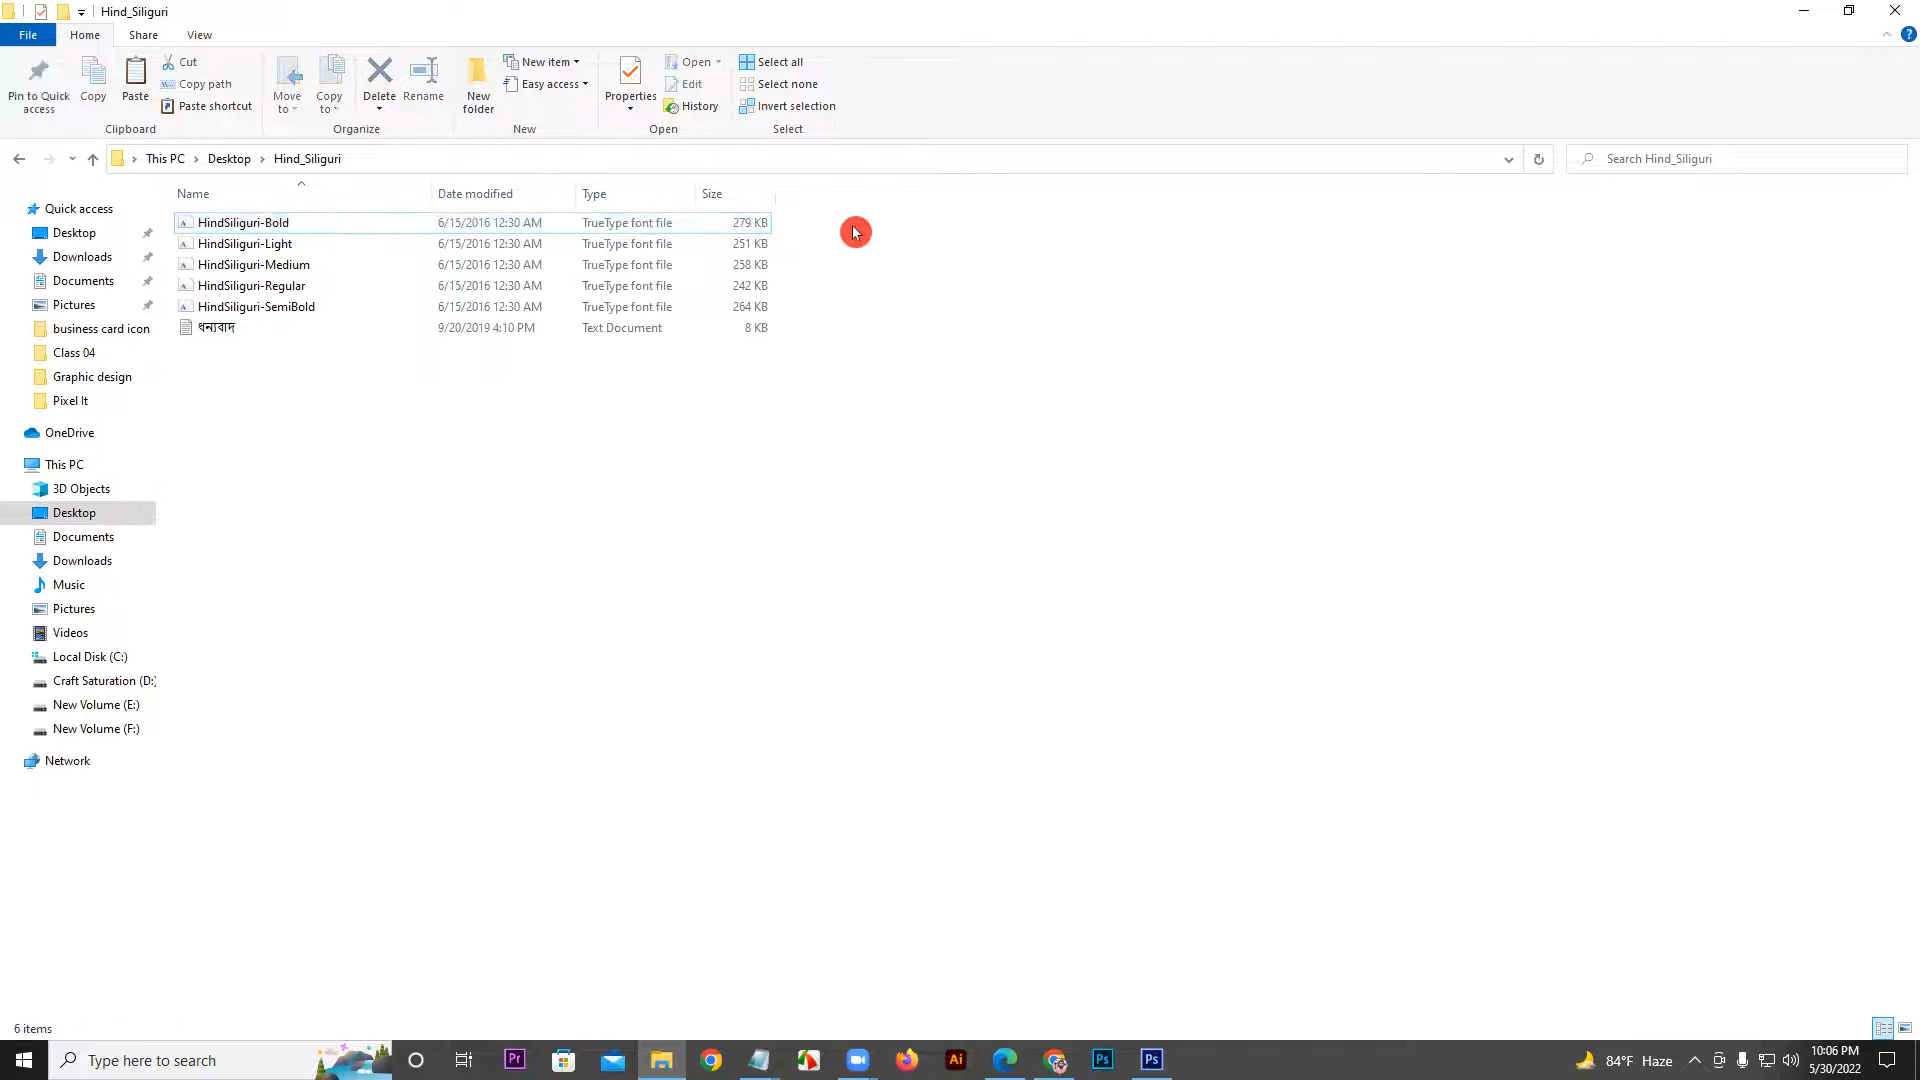 Hind_Siliguri
File Home Share View
Pin to Quick access
Copy
Paste
Cut
Copy path
Paste shortcut
Clipboard
Move to
Copy to
Delete
Rename
Organize
New folder
New item
Easy access
New
Properties
Open
Edit
History
Open
Select all
Select none
Invert selection
Select
This PC Desktop Hind_Siliguri
Search Hind_Siliguri
Name Date modified Type Size
HindSiliguri-Bold 6/15/2016 12:30 AM TrueType font file 279 KB
HindSiliguri-Light 6/15/2016 12:30 AM TrueType font file 251 KB
HindSiliguri-Medium 6/15/2016 12:30 AM TrueType font file 258 KB
HindSiliguri-Regular 6/15/2016 12:30 AM TrueType font file 242 KB
HindSiliguri-SemiBold 6/15/2016 12:30 AM TrueType font file 264 KB
ধন্যবাদ 9/20/2019 4:10 PM Text Document 8 KB
Quick access
Desktop
Downloads
Documents
Pictures
business card icon
Class 04
Graphic design
Pixel It
OneDrive
This PC
3D Objects
Desktop
Documents
Downloads
Music
Pictures
Videos
Local Disk (C:)
Craft Saturation (D:)
New Volume (E:)
New Volume (F:)
Network
6 items
Type here to search
Pr
Ai
Ps
Ps
84°F Haze
10:06 PM
5/30/2022